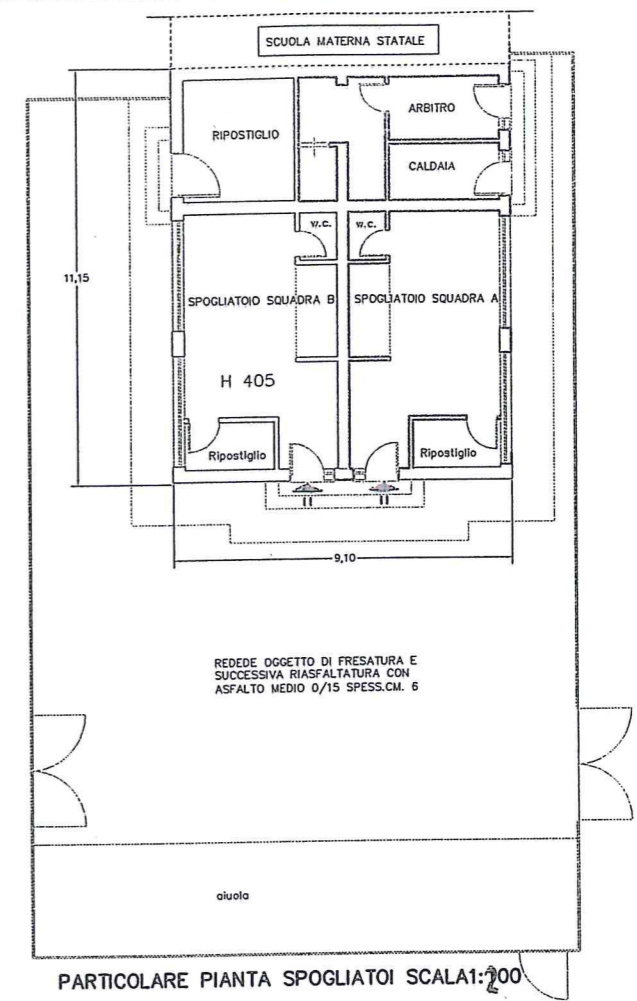 SCUOLA MATERNA STATALE
ARBITRO
RIPOSTIGLIO
CALDAIA
w.c. w.c.
11,15
SPOGLIATOIO SQUADRA B SPOGLIATOIO SQUADRA A
H 405
Ripostiglio Ripostiglio
9,10
REDEDE OGGETTO DI FRESATURA E
SUCCESSIVA RIASFALTATURA CON
ASFALTO MEDIO 0/15 SPESS.CM. 6
aiuola
PARTICOLARE PIANTA SPOGLIATOI SCALA1:200